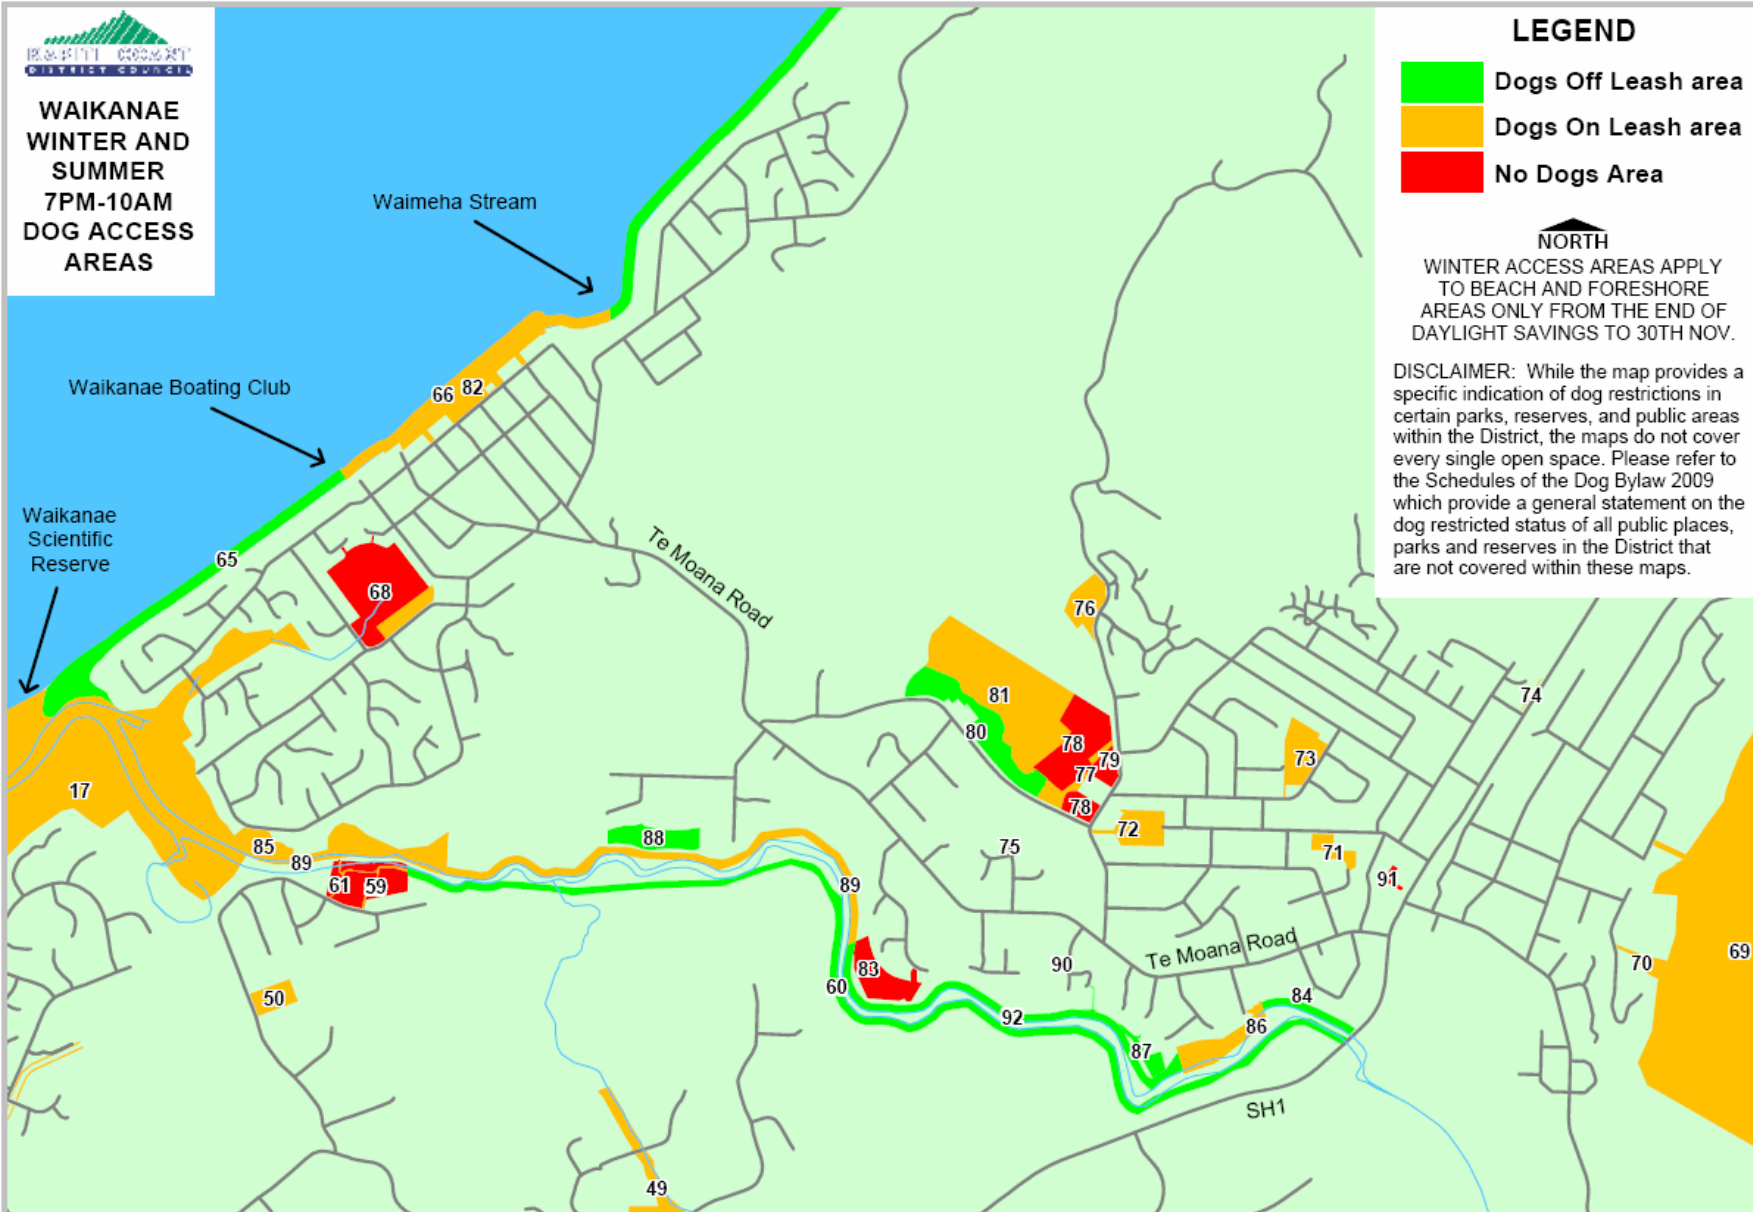 KAPITI COAST
DISTRICT COUNCIL
WAIKANAE
WINTER AND
SUMMER
7PM-10AM
DOG ACCESS
AREAS
LEGEND
Dogs Off Leash area
Dogs On Leash area
No Dogs Area
NORTH
WINTER ACCESS AREAS APPLY
TO BEACH AND FORESHORE
AREAS ONLY FROM THE END OF
DAYLIGHT SAVINGS TO 30TH NOV.
DISCLAIMER: While the map provides a
specific indication of dog restrictions in
certain parks, reserves, and public areas
within the District, the maps do not cover
every single open space. Please refer to
the Schedules of the Dog Bylaw 2009
which provide a general statement on the
dog restricted status of all public places,
parks and reserves in the District that
are not covered within these maps.
Waimeha Stream
Waikanae Boating Club
66
82
Waikanae
Scientific
Reserve
65
68
Te Moana Road
76
81
74
80
78
79
73
77
17
78
72
88
85
89
75
71
61
59
89
91
Te Moana Road
83
90
70
69
50
60
84
92
86
87
SH1
49